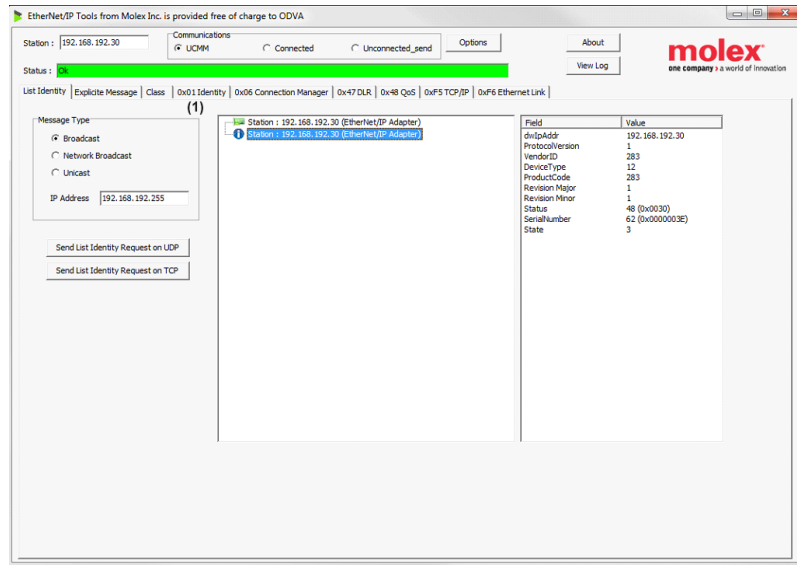 EtherNet/IP Tools from Molex Inc. is provided free of charge to ODVA
Station : 192.168.192.30
Communications
UCMM Connected Unconnected_send
Options
About
View Log
molex
one company > a world of innovation
Status : Ok
List Identity Explicite Message Class 0x01 Identity 0x06 Connection Manager 0x47 DLR 0x48 QoS 0xF5 TCP/IP 0xF6 Ethernet Link
(1)
Message Type
Broadcast
Network Broadcast
Unicast
IP Address 192.168.192.255
Send List Identity Request on UDP
Send List Identity Request on TCP
Station : 192.168.192.30 (EtherNet/IP Adapter)
Station : 192.168.192.30 (EtherNet/IP Adapter)
Field Value
dwIpAddr 192.168.192.30
ProtocolVersion 1
VendorID 283
DeviceType 12
ProductCode 283
Revision Major 1
Revision Minor 1
Status 48 (0x0030)
SerialNumber 62 (0x0000003E)
State 3